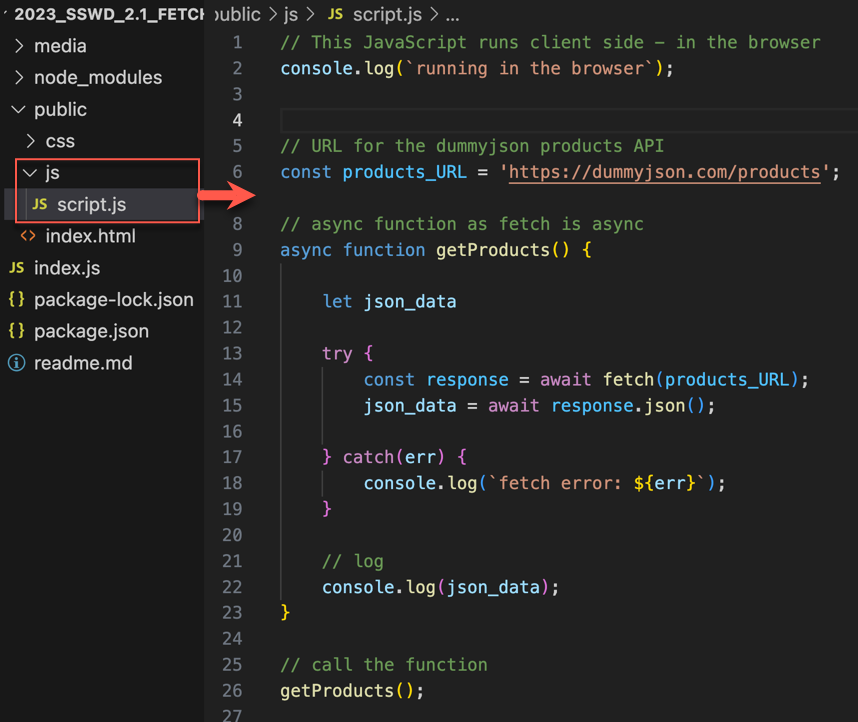 2023_SSWD_2.1_FETCH
media
node_modules
public
css
js
JS script.js
<> index.html
JS index.js
{} package-lock.json
{} package.json
readme.md
public > js > JS script.js > ...
1 // This JavaScript runs client side – in the browser
2 console.log(`running in the browser`);
3
4
5 // URL for the dummyjson products API
6 const products_URL = 'https://dummyjson.com/products';
8 // async function as fetch is async
9 async function getProducts() {
10
11 let json_data
12
13 try {
14 const response = await fetch(products_URL);
15 json_data = await response.json();
16
17 } catch(err) {
18 console.log(`fetch error: ${err}`);
19 }
20
21 // log
22 console.log(json_data);
23 }
24
25 // call the function
26 getProducts();
27